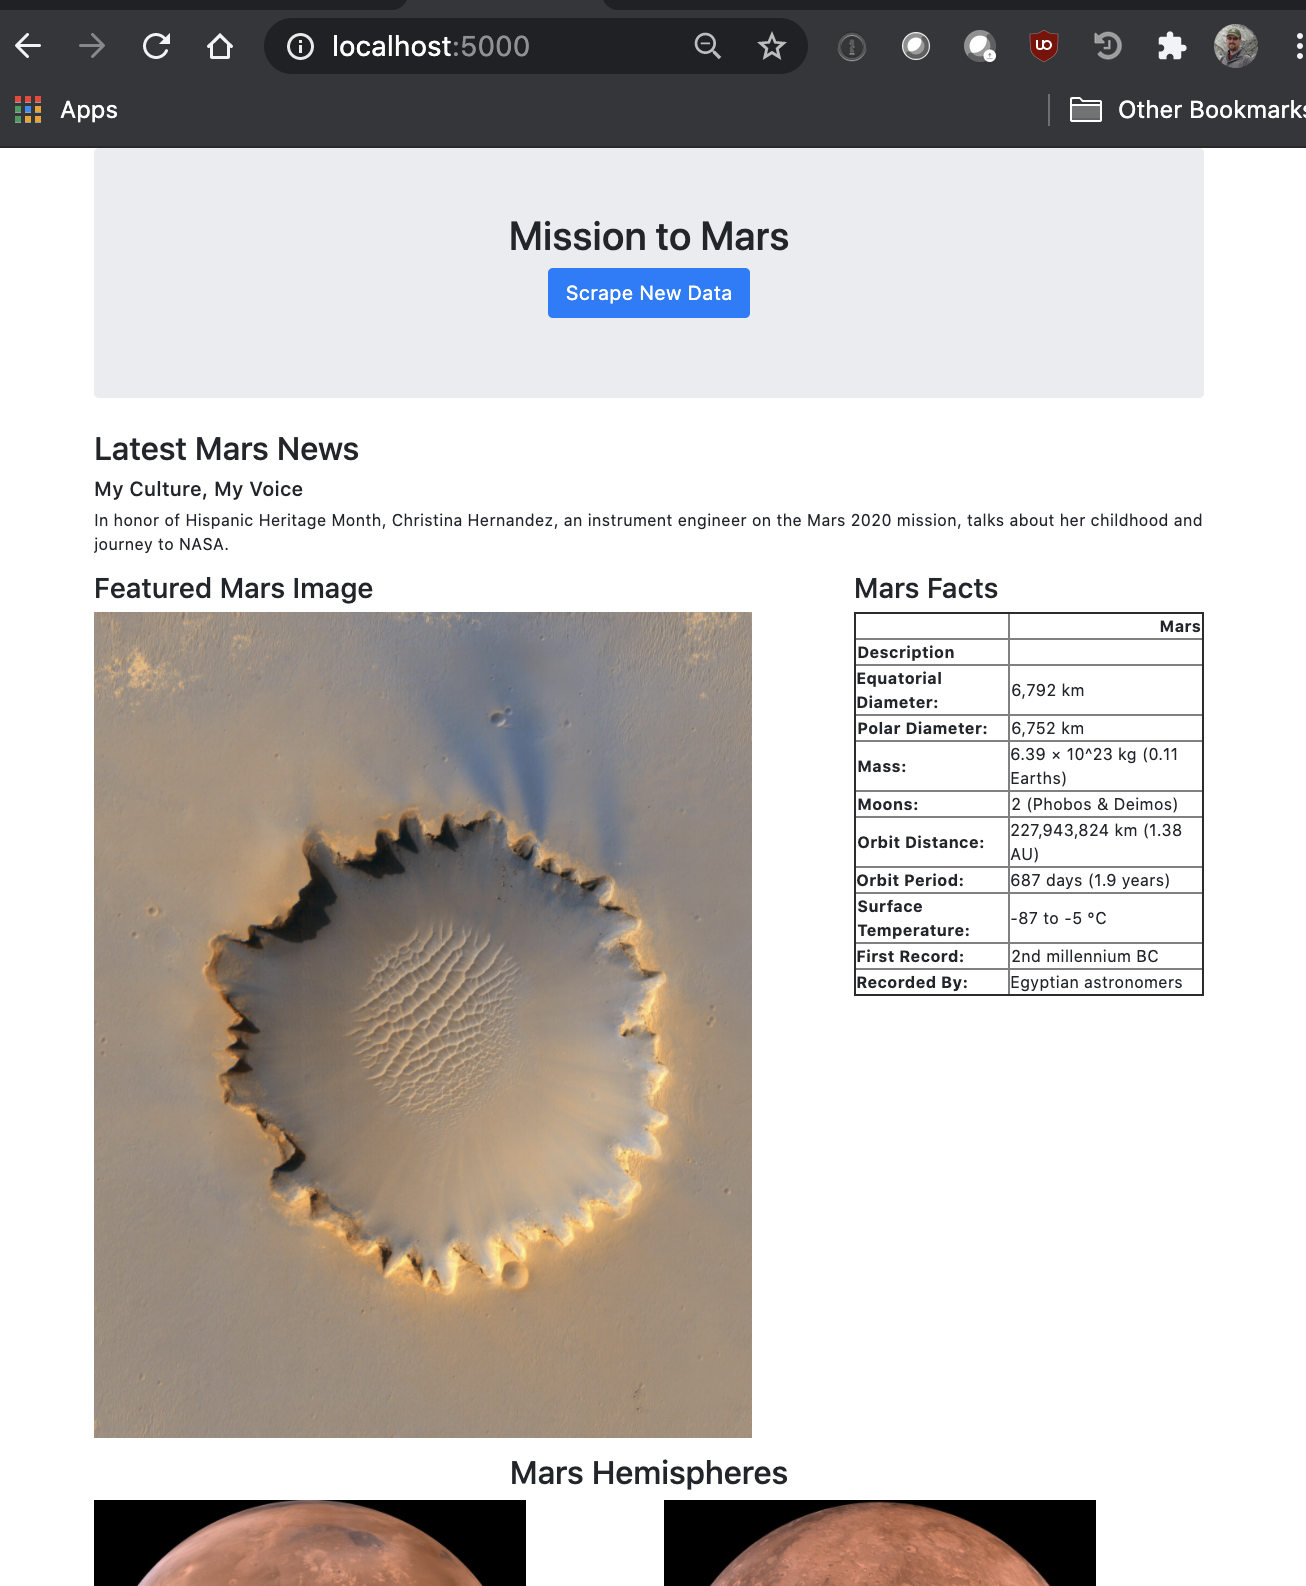 localhost:5000
Apps
Other Bookmarks
Mission to Mars
Scrape New Data
Latest Mars News
My Culture, My Voice
In honor of Hispanic Heritage Month, Christina Hernandez, an instrument engineer on the Mars 2020 mission, talks about her childhood and
journey to NASA.
Featured Mars Image
Mars Facts
Mars
Description
Equatorial
Diameter:
6,792 km
Polar Diameter: 6,752 km
Mass:
6.39 × 10^23 kg (0.11
Earths)
Moons: 2 (Phobos & Deimos)
Orbit Distance:
227,943,824 km (1.38
AU)
Orbit Period: 687 days (1.9 years)
Surface
Temperature:
-87 to -5 °C
First Record: 2nd millennium BC
Recorded By: Egyptian astronomers
Mars Hemispheres